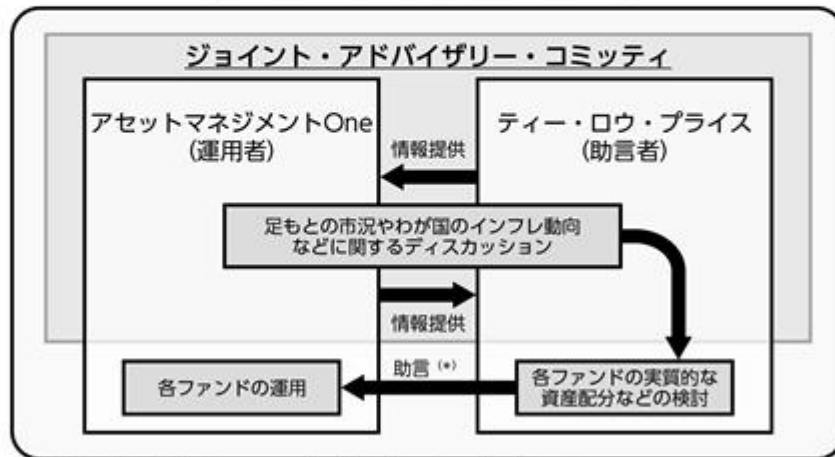 ジョイント・アドバイザリー・コミッティ
アセットマネジメントOne
(運用者)
ティー・ロウ・プライス
(助言者)
情報提供
足もとの市況やわが国のインフレ動向
などに関するディスカッション
情報提供
各ファンドの運用
助言 (*)
各ファンドの実質的な
資産配分などの検討